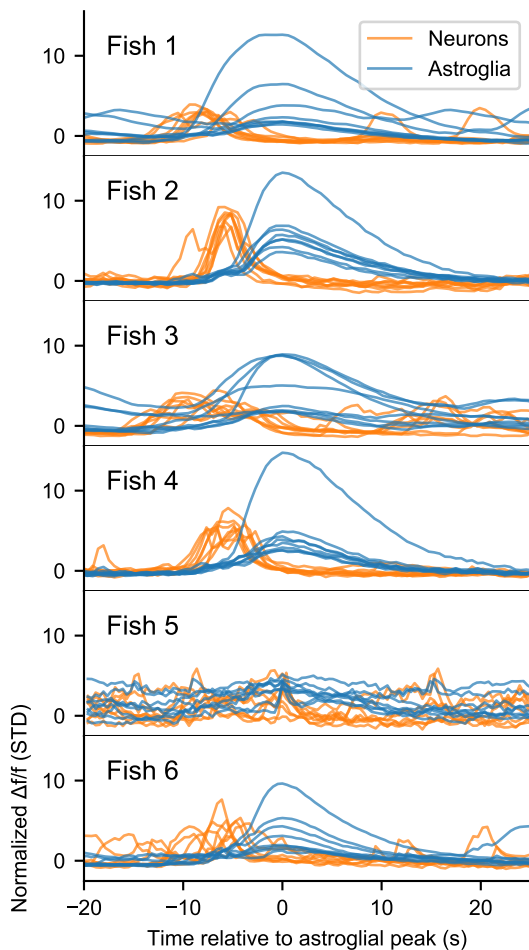 Fish 1
Neurons
Astroglia
10
0
Fish 2
10
0
Fish 3
10
0
Fish 4
10
0
Fish 5
10
0
Fish 6
10
0
Normalized Δf/f (STD)
−20 −10 0 10 20
Time relative to astroglial peak (s)